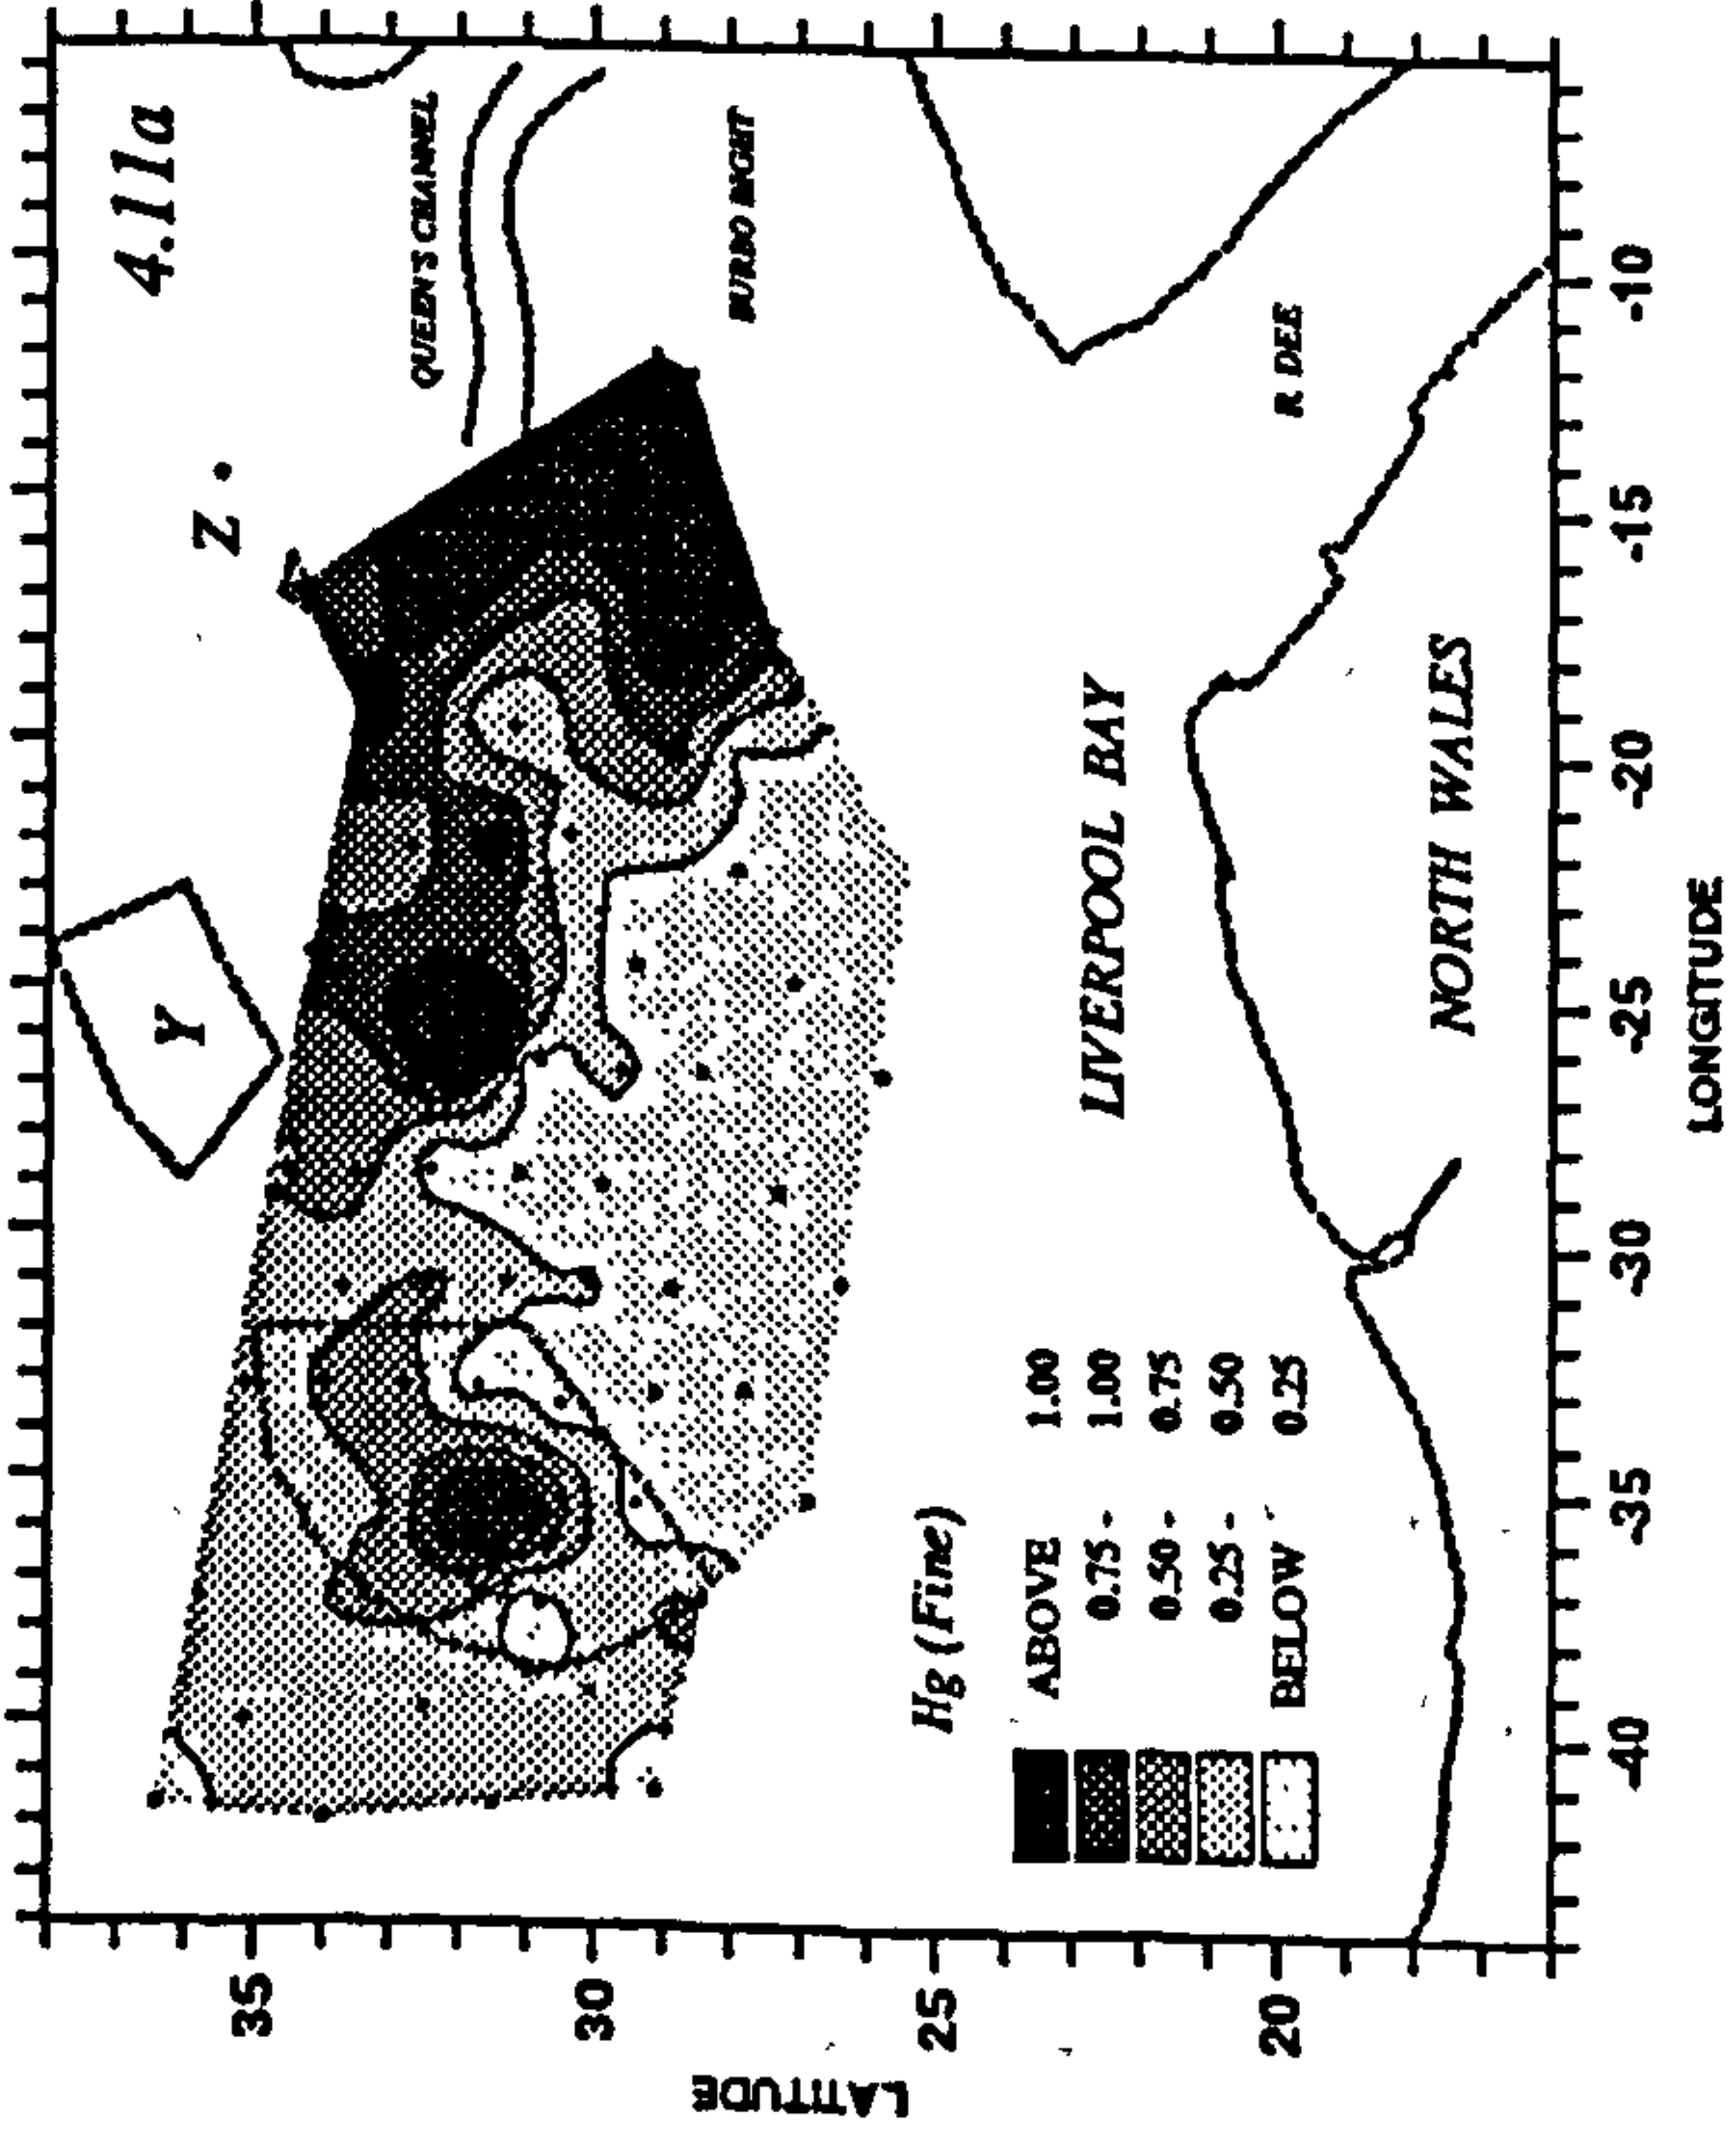 4.11a
Z
Y
QUEEN'S CHANNEL
BURBO BIGHT
R. DEE
LIVERPOOL BAY
NORTH WALES
Hg (Fine)
ABOVE 1.00
0.75 - 1.00
0.50 - 0.75
0.25 - 0.50
BELOW 0.25
LATITUDE
35
30
25
20
-40
-35
-30
-25
-20
-15
-10
LONGITUDE